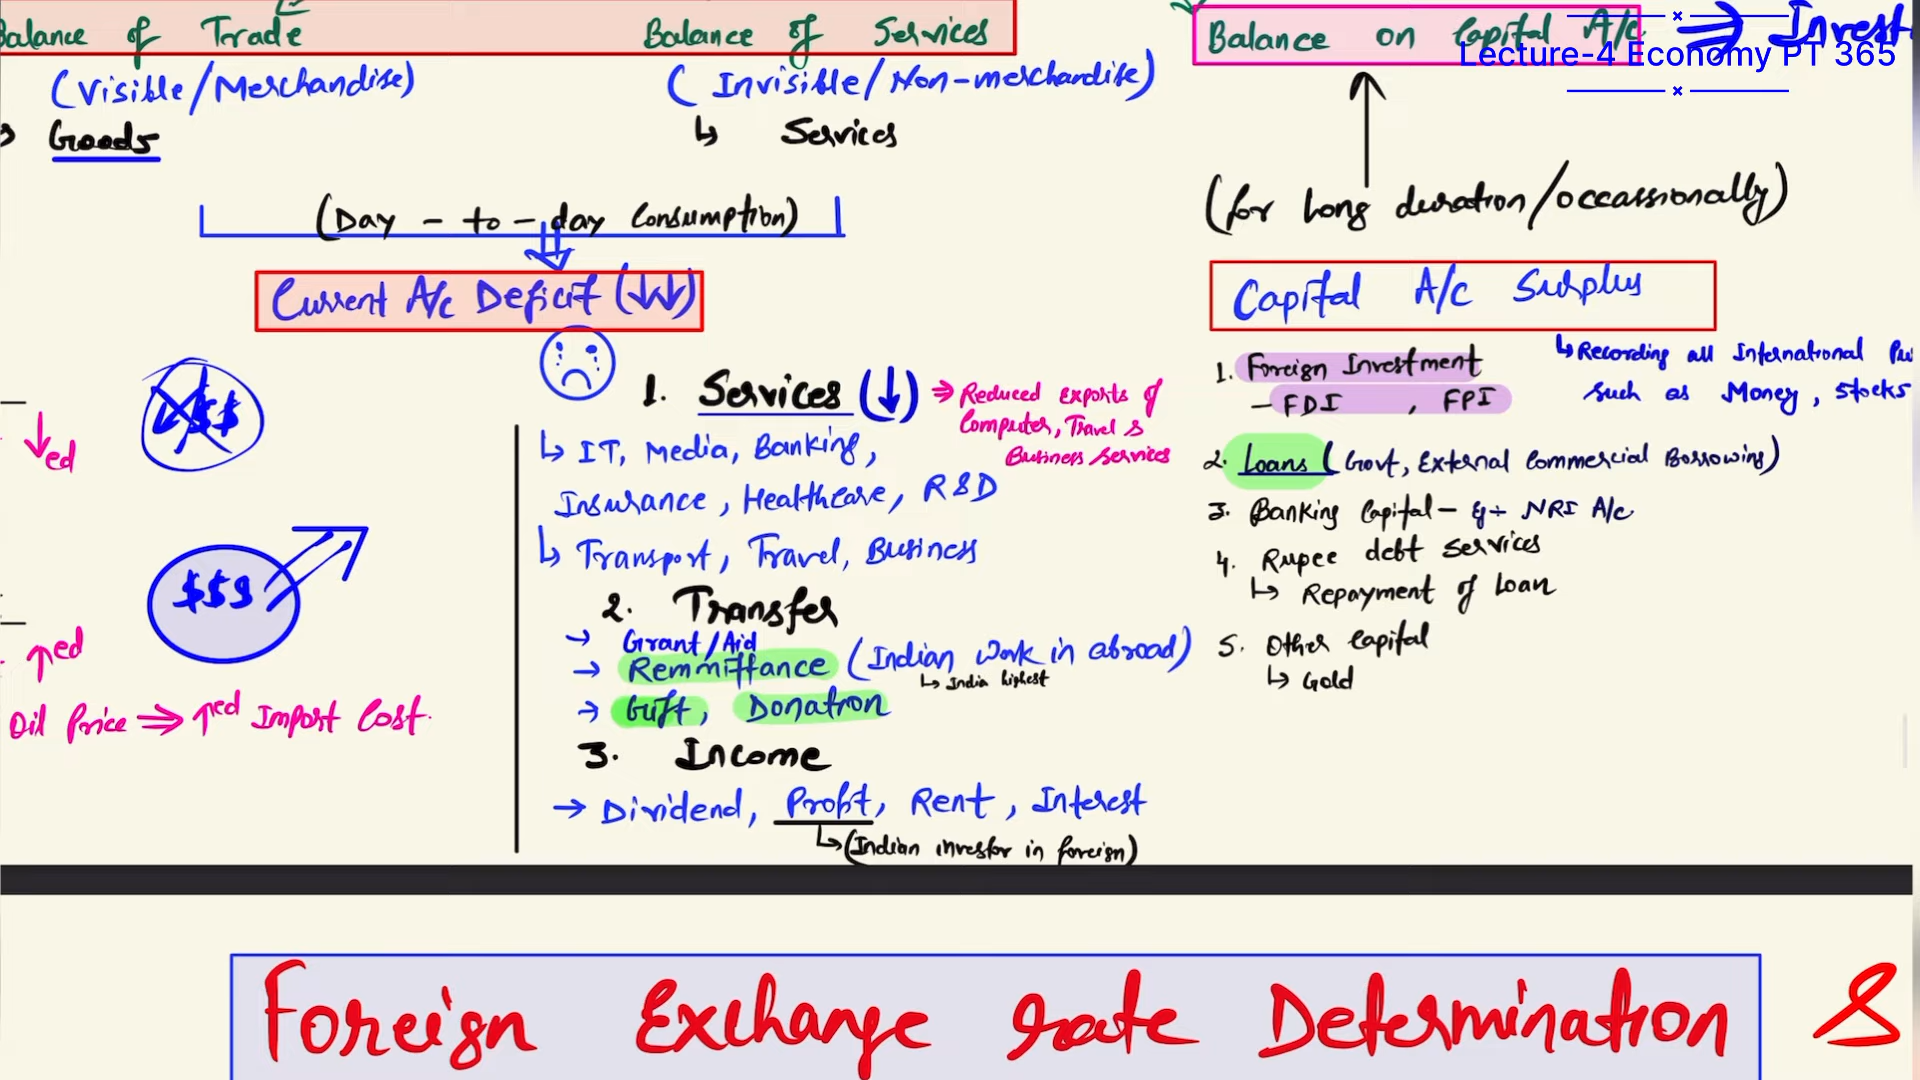 Balance of Trade
(Visible/Merchandise)
Goods
Balance of Services
(Invisible/Non-merchandise)
↳ Services
(Day - to - day Consumption)
Current A/c Deficit (↓↓↓)
$$
↓ed
$$$
↑ed
Oil Price ⇒ ↑ed Import Cost.
1. Services (↓)
⇒ Reduced exports of
Computer, Travel &
Business services
↳ IT, Media, Banking,
Insurance, Healthcare, R&D
↳ Transport, Travel, Business
2. Transfer
→ Grant/Aid
→ Remmittance (Indian work in abroad)
↳ India highest
→ Gift, Donation
3. Income
→ Dividend, Profit, Rent, Interest
↳ (Indian investor in foreign)
Balance on Capital A/c ⇒ Invest
Lecture-4 Economy PT 365
(for long duration/occassionally)
Capital A/c Surplus
↳ Recording all International
such as Money, stocks
1. Foreign Investment
– FDI, FPI
2. Loans (Govt, External Commercial Borrowing)
3. Banking Capital – NRI A/c
4. Rupee debt services
↳ Repayment of loan
5. Other Capital
↳ Gold
Foreign Exchange rate Determination &